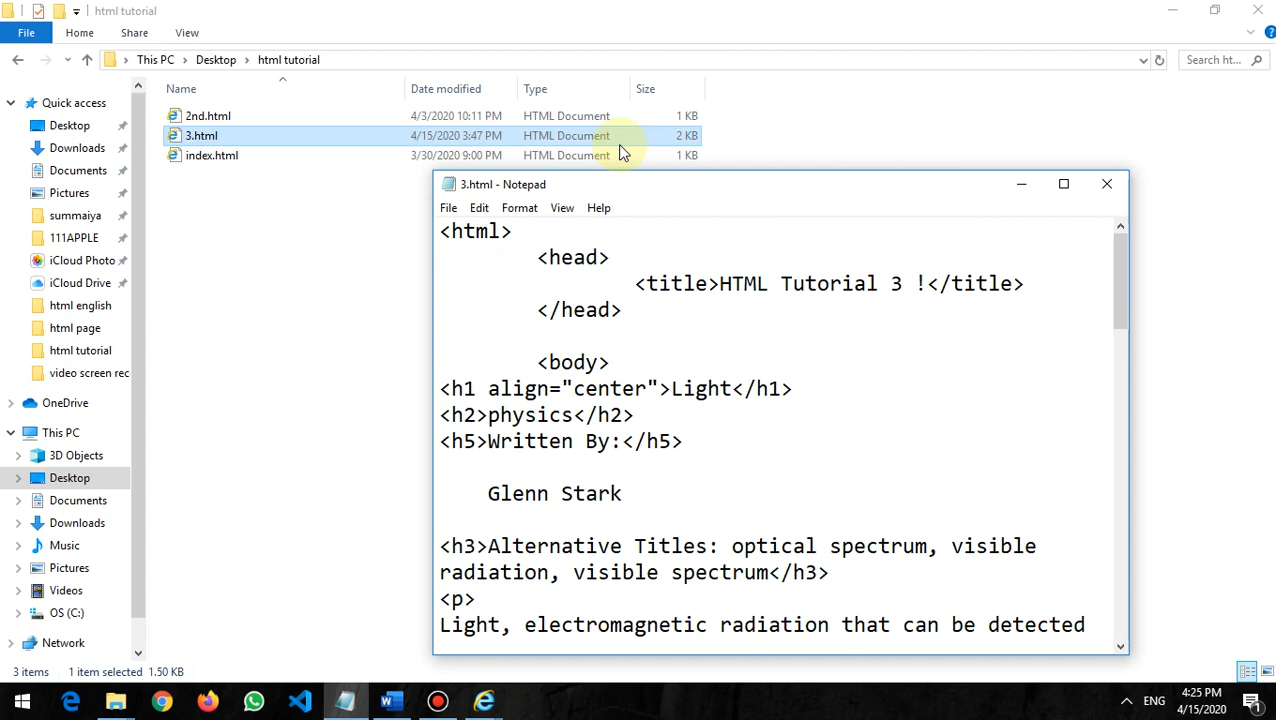 html tutorial
File Home Share View
This PC Desktop html tutorial
Search ht...
Name Date modified Type Size
2nd.html 4/3/2020 10:11 PM HTML Document 1 KB
3.html 4/15/2020 3:47 PM HTML Document 2 KB
index.html 3/30/2020 9:00 PM HTML Document 1 KB
Quick access
Desktop
Downloads
Documents
Pictures
summaiya
111APPLE
iCloud Photo
iCloud Drive
html english
html page
html tutorial
video screen rec
OneDrive
This PC
3D Objects
Desktop
Documents
Downloads
Music
Pictures
Videos
OS (C:)
Network
3.html - Notepad
File Edit Format View Help
<html>
<head>
<title>HTML Tutorial 3 !</title>
</head>
<body>
<h1 align="center">Light</h1>
<h2>physics</h2>
<h5>Written By:</h5>
Glenn Stark
<h3>Alternative Titles: optical spectrum, visible
radiation, visible spectrum</h3>
<p>
Light, electromagnetic radiation that can be detected
3 items 1 item selected 1.50 KB
ENG
4:25 PM
4/15/2020
1